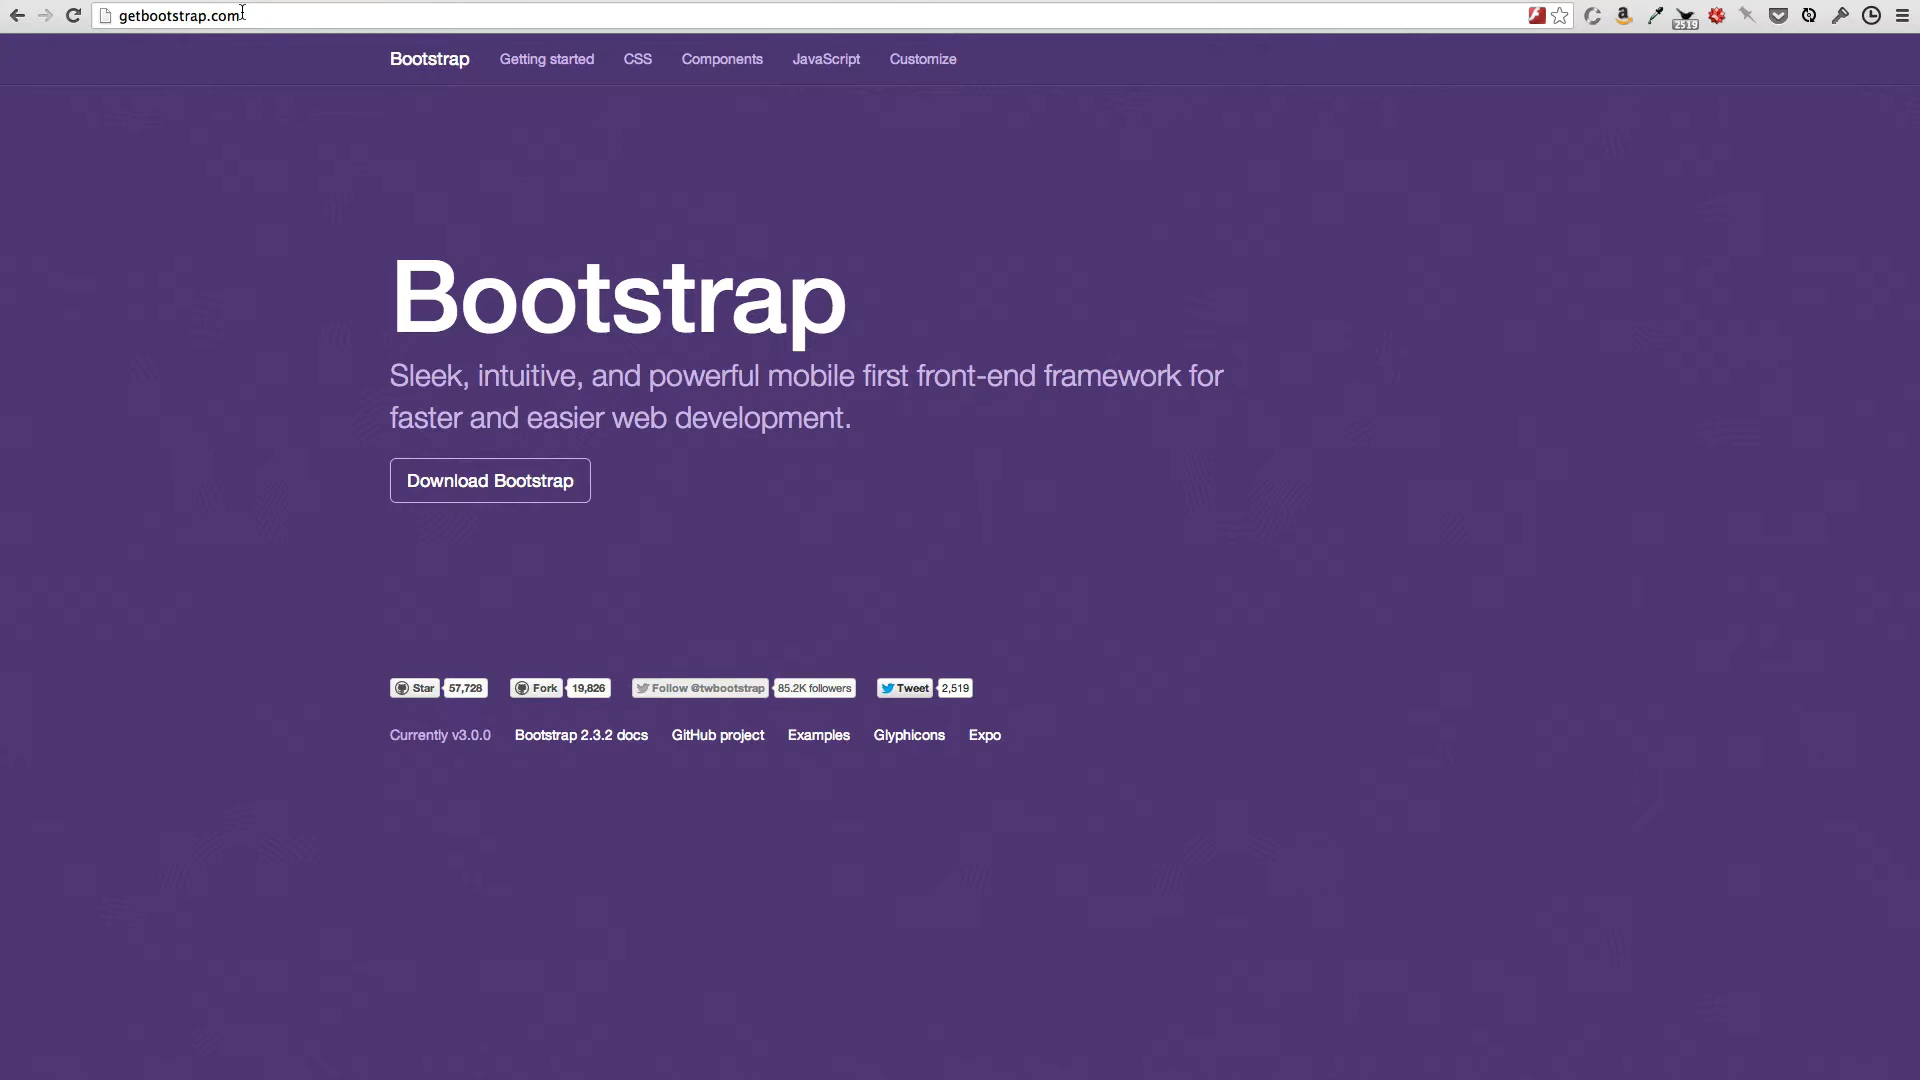 getbootstrap.com
2519
Bootstrap Getting started CSS Components JavaScript Customize
Bootstrap
Sleek, intuitive, and powerful mobile first front-end framework for
faster and easier web development.
Download Bootstrap
Star 57,728 Fork 19,826 Follow @twbootstrap 85.2K followers Tweet 2,519
Currently v3.0.0 Bootstrap 2.3.2 docs GitHub project Examples Glyphicons Expo